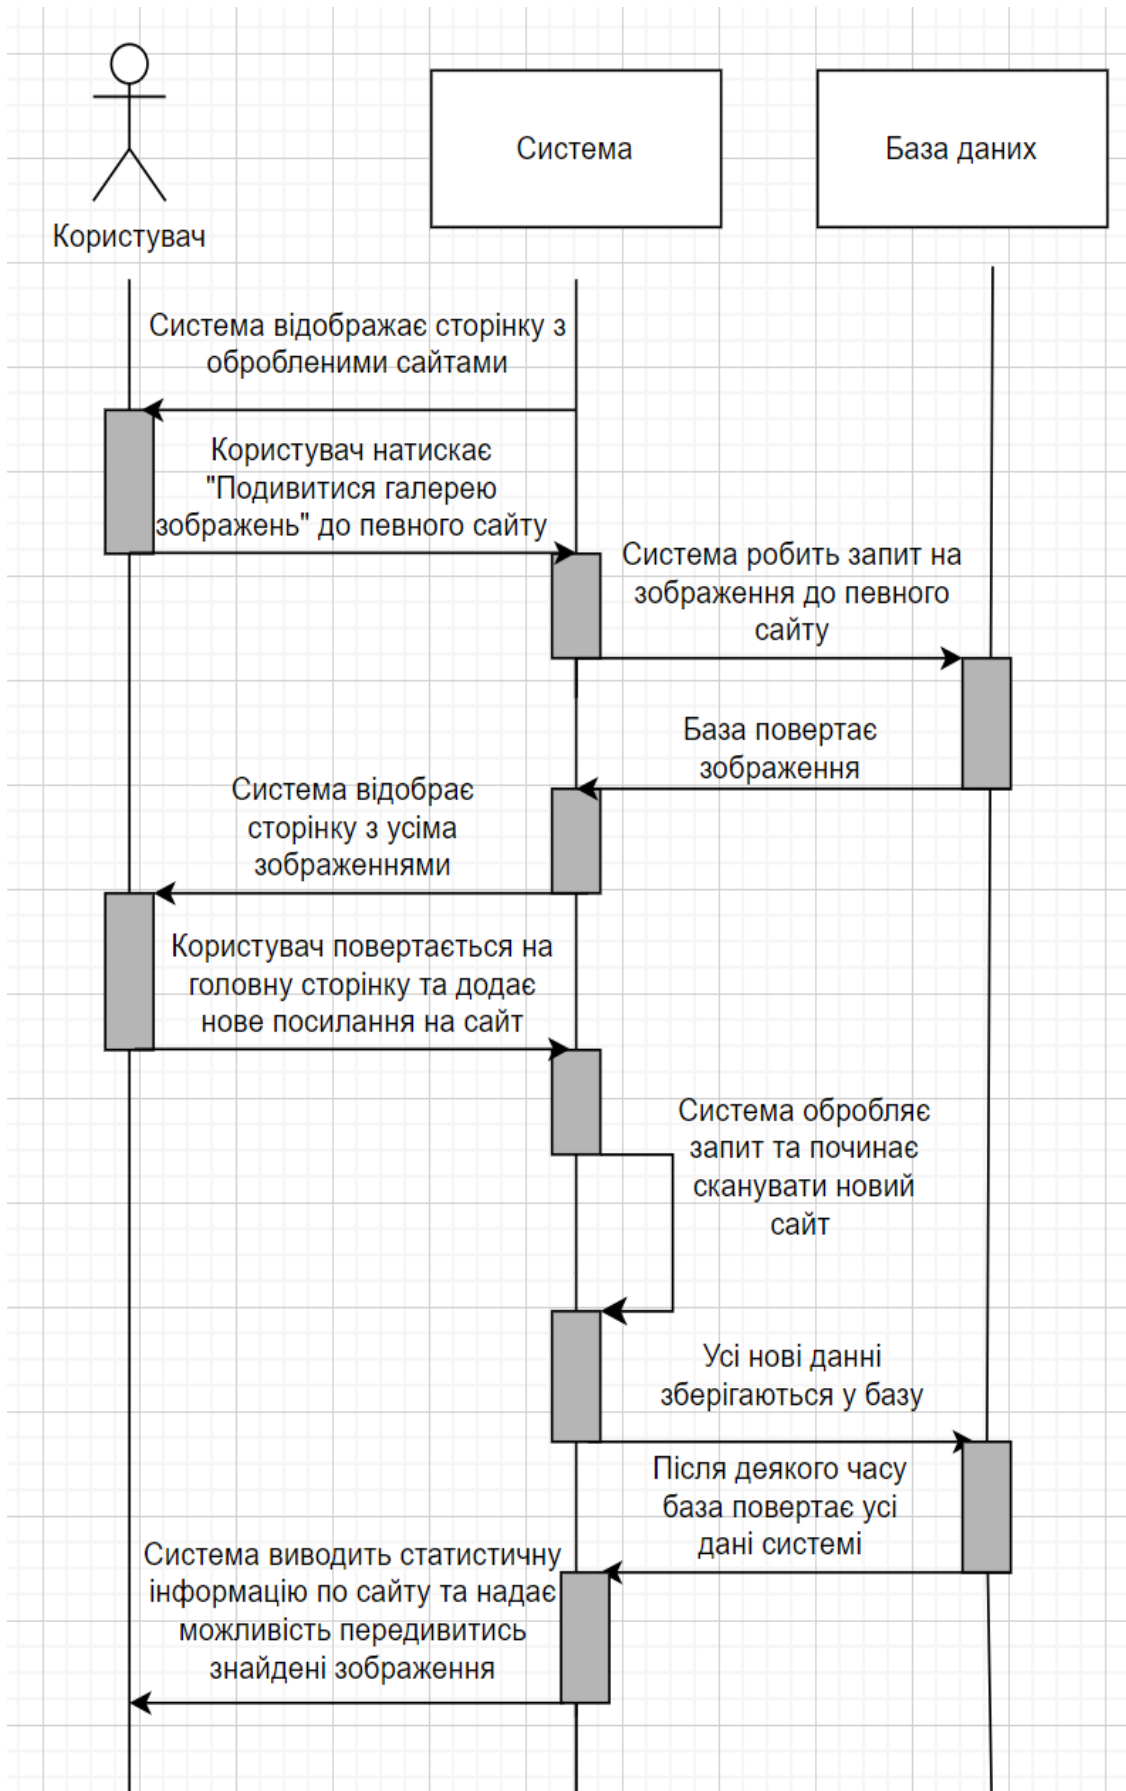 Користувач
Система
База даних
Система відображає сторінку з
обробленими сайтами
Користувач натискає
"Подивитися галерею
зображень" до певного сайту
Система робить запит на
зображення до певного
сайту
База повертає
зображення
Система відобрає
сторінку з усіма
зображеннями
Користувач повертається на
головну сторінку та додає
нове посилання на сайт
Система обробляє
запит та починає
сканувати новий
сайт
Усі нові данні
зберігаються у базу
Після деякого часу
база повертає усі
дані системі
Система виводить статистичну
інформацію по сайту та надає
можливість передивитись
знайдені зображення